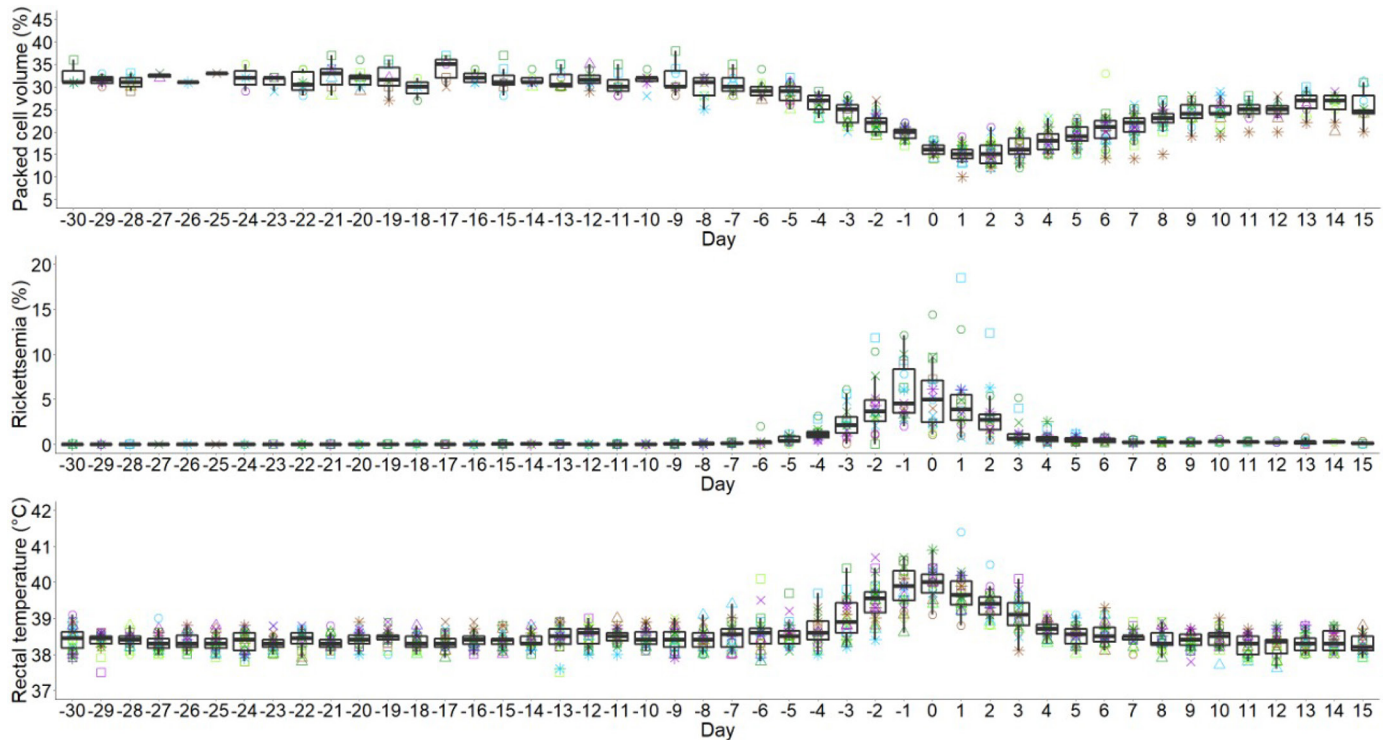 Packed cell volume (%)
45
40
35
30
25
20
15
10
5
-30 -29 -28 -27 -26 -25 -24 -23 -22 -21 -20 -19 -18 -17 -16 -15 -14 -13 -12 -11 -10 -9 -8 -7 -6 -5 -4 -3 -2 -1 0 1 2 3 4 5 6 7 8 9 10 11 12 13 14 15
Day
Rickettsemia (%)
20
15
10
5
0
-30 -29 -28 -27 -26 -25 -24 -23 -22 -21 -20 -19 -18 -17 -16 -15 -14 -13 -12 -11 -10 -9 -8 -7 -6 -5 -4 -3 -2 -1 0 1 2 3 4 5 6 7 8 9 10 11 12 13 14 15
Day
Rectal temperature (°C)
42
41
40
39
38
37
-30 -29 -28 -27 -26 -25 -24 -23 -22 -21 -20 -19 -18 -17 -16 -15 -14 -13 -12 -11 -10 -9 -8 -7 -6 -5 -4 -3 -2 -1 0 1 2 3 4 5 6 7 8 9 10 11 12 13 14 15
Day